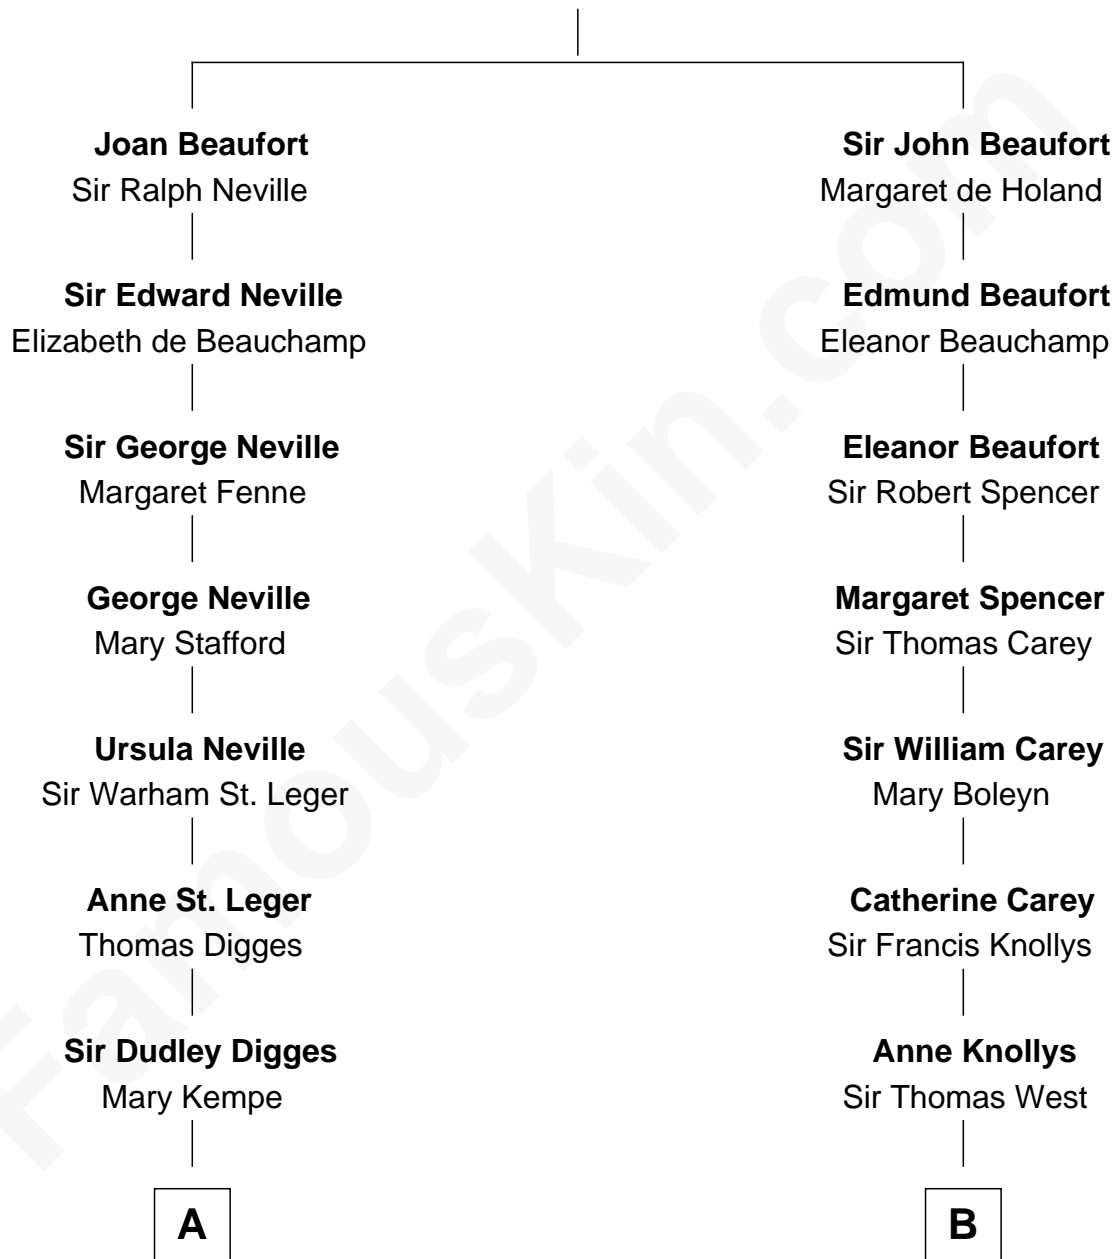 Joan Beaufort
Sir Ralph Neville
Sir John Beaufort
Margaret de Holand
Sir Edward Neville
Elizabeth de Beauchamp
Edmund Beaufort
Eleanor Beauchamp
Sir George Neville
Margaret Fenne
Eleanor Beaufort
Sir Robert Spencer
George Neville
Mary Stafford
Margaret Spencer
Sir Thomas Carey
Ursula Neville
Sir Warham St. Leger
Sir William Carey
Mary Boleyn
Anne St. Leger
Thomas Digges
Catherine Carey
Sir Francis Knollys
Sir Dudley Digges
Mary Kempe
Anne Knollys
Sir Thomas West
A
B
FamousKin.com